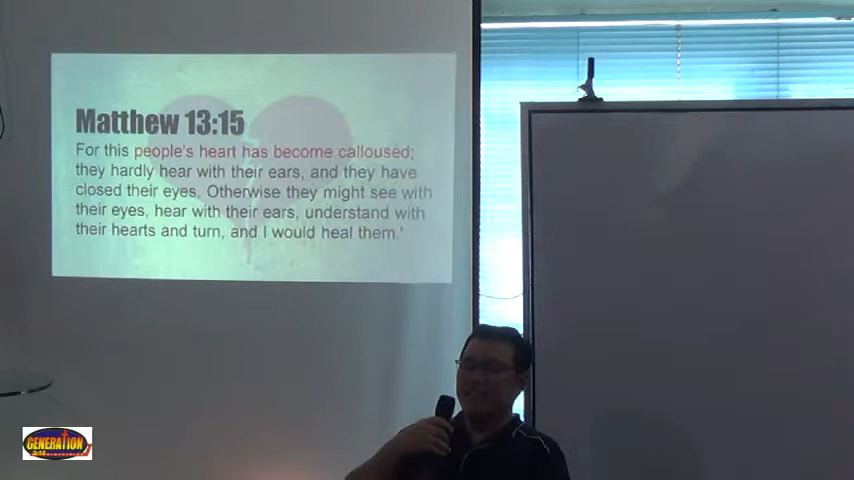 Matthew 13:15
For this people's heart has become calloused;
they hardly hear with their ears, and they have
closed their eyes. Otherwise they might see with
their eyes, hear with their ears, understand with
their hearts and turn, and I would heal them.'
GENERATION